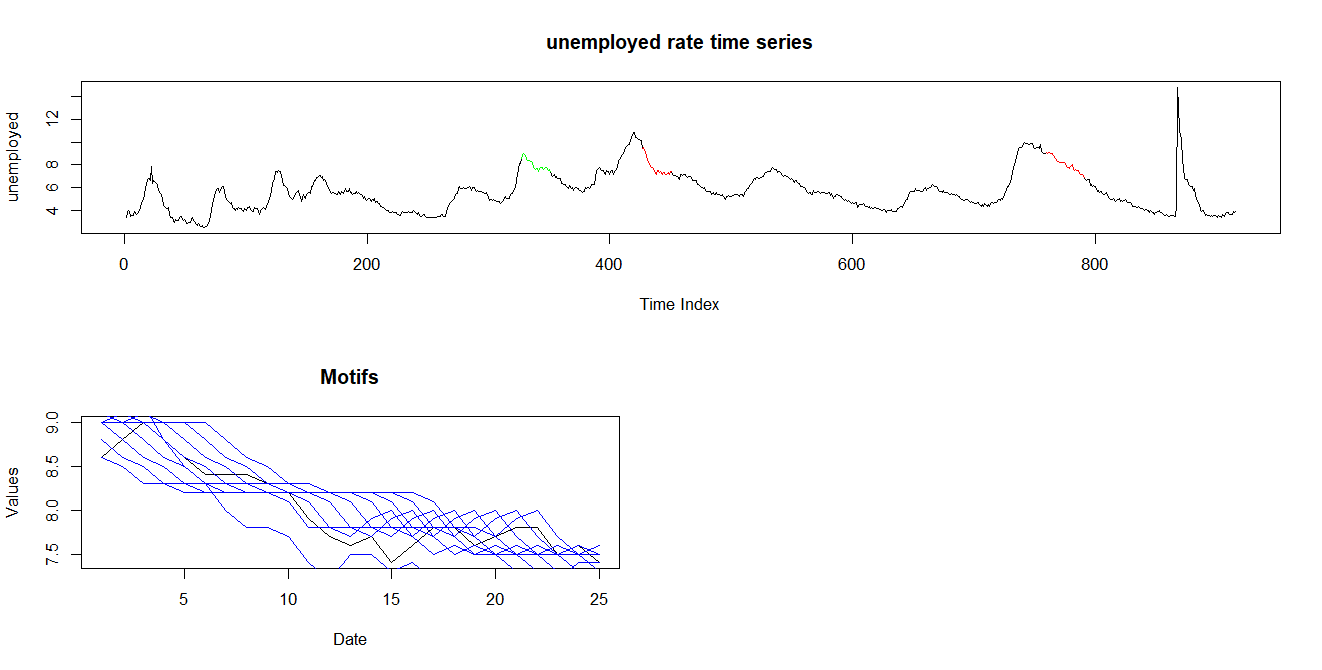 unemployed rate time series
unemployed
4 6 8 12
0 200 400 600 800
Time Index
Motifs
Values
7.5 8.0 8.5 9.0
5 10 15 20 25
Date